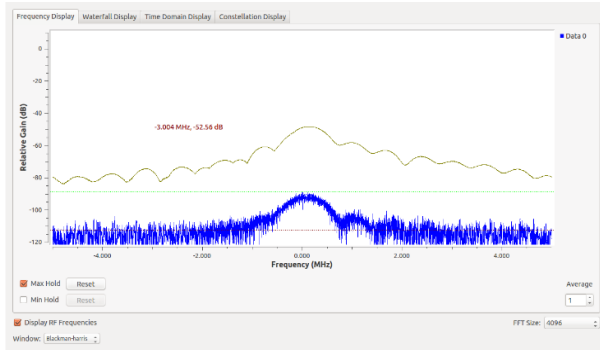 Frequency Display Waterfall Display Time Domain Display Constellation Display
Data 0
0
-20
-40
-3.004 MHz, -52.56 dB
-60
-80
-100
-120
Relative Gain (dB)
-4.000 -2.000 0.000 2.000 4.000
Frequency (MHz)
Max Hold Reset Average
Min Hold Reset 1
Display RF Frequencies FFT Size: 4096
Window: Blackman-harris